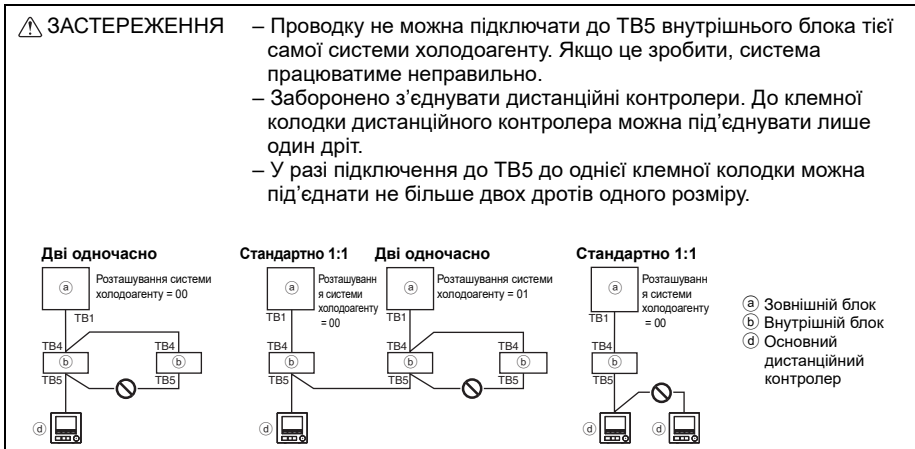 ⚠ ЗАСТЕРЕЖЕННЯ
– Проводку не можна підключати до ТВ5 внутрішнього блока тієї
самої системи холодоагенту. Якщо це зробити, система
працюватиме неправильно.
– Заборонено з’єднувати дистанційні контролери. До клемної
колодки дистанційного контролера можна під’єднувати лише
один дріт.
– У разі підключення до ТВ5 до однієї клемної колодки можна
під’єднати не більше двох дротів одного розміру.
Дві одночасно
ⓐ
Розташування системи
холодоагенту = 00
TB1
TB4
TB4
ⓑ
ⓑ
TB5
TB5
ⓓ
Стандартно 1:1
ⓐ
Розташуванн
я системи
холодоагенту
= 00
TB1
TB4
ⓑ
TB5
ⓓ
Дві одночасно
ⓐ
Розташування системи
холодоагенту = 01
TB1
TB4
TB4
ⓑ
ⓑ
TB5
TB5
Стандартно 1:1
ⓐ
Розташуванн
я системи
холодоагенту
= 00
TB1
TB4
ⓑ
TB5
ⓓ
ⓓ
ⓐ Зовнішній блок
ⓑ Внутрішній блок
ⓓ Основний
дистанційний
контролер